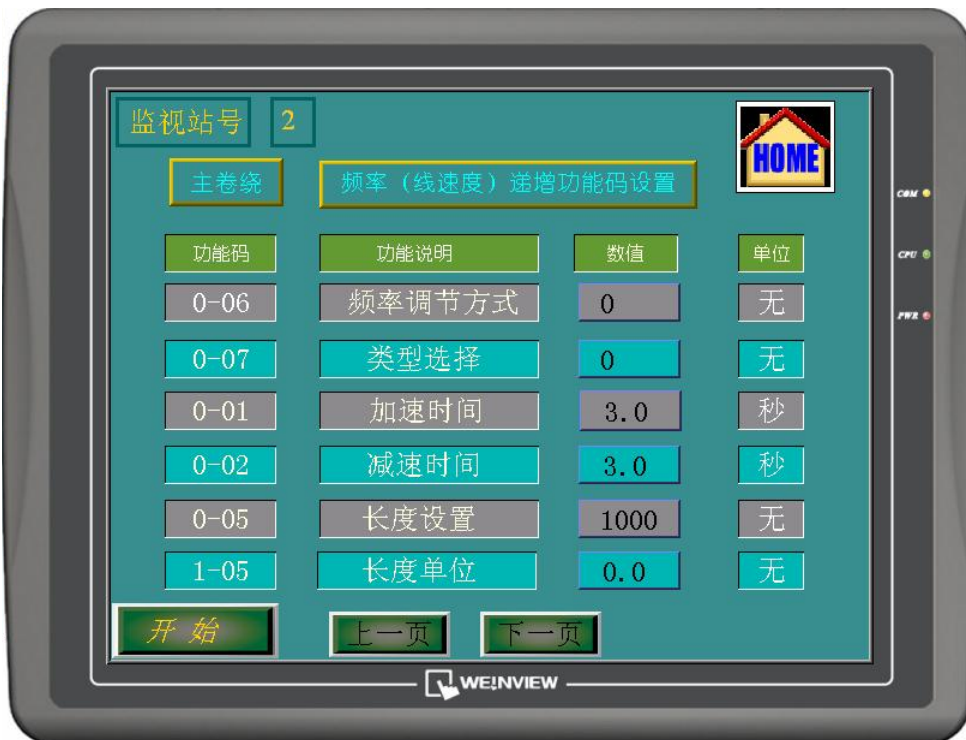 监视站号 2
HOME
主卷绕 频率（线速度）递增功能码设置
COM
功能码 功能说明 数值 单位
CPU
0-06 频率调节方式 0 无
PWR
0-07 类型选择 0 无
0-01 加速时间 3.0 秒
0-02 减速时间 3.0 秒
0-05 长度设置 1000 无
1-05 长度单位 0.0 无
开始 上一页 下一页
WE!NVIEW